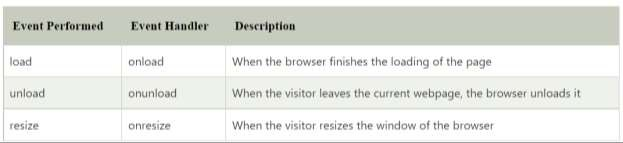 Event Performed Event Handler Description
load onload When the browser finishes the loading of the page
unload onunload When the visitor leaves the current webpage, the browser unloads it
resize onresize When the visitor resizes the window of the browser